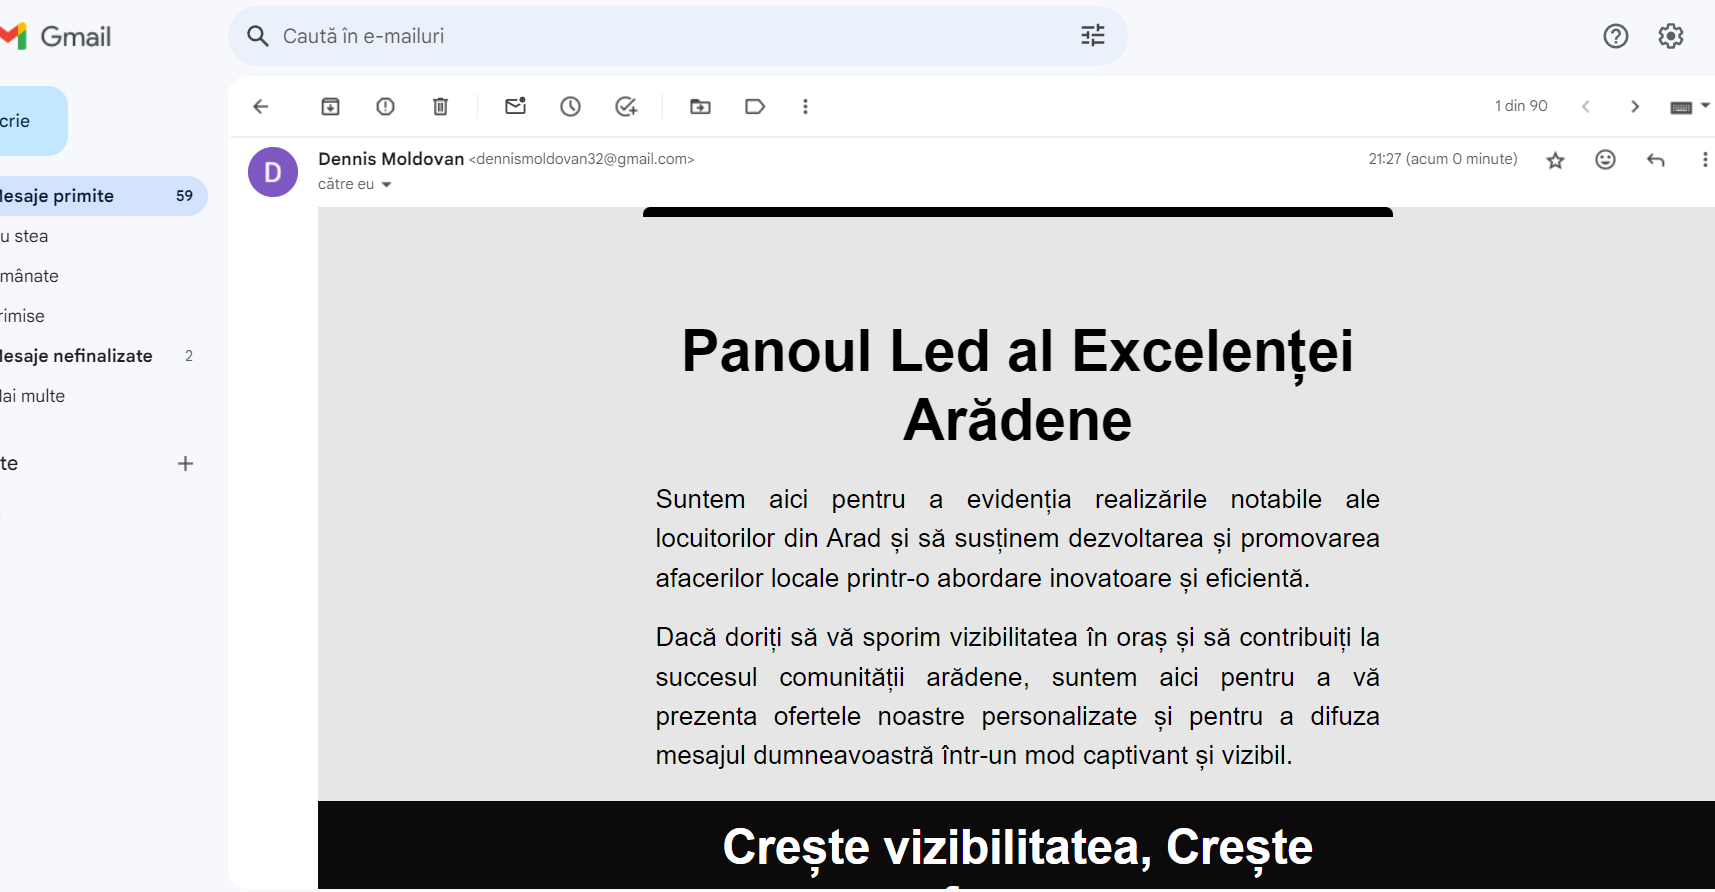 Gmail
Caută în e-mailuri
crie
1 din 90
Mesaje primite 59
u stea
mânate
rimise
Mesaje nefinalizate 2
Mai multe
te
D
Dennis Moldovan <dennismoldovan32@gmail.com>
21:27 (acum 0 minute)
către eu
Panoul Led al Excelenței
Arădene
Suntem aici pentru a evidenția realizările notabile ale
locuitorilor din Arad și să susținem dezvoltarea și promovarea
afacerilor locale printr-o abordare inovatoare și eficientă.
Dacă doriți să vă sporim vizibilitatea în oraș și să contribuiți la
succesul comunității arădene, suntem aici pentru a vă
prezenta ofertele noastre personalizate și pentru a difuza
mesajul dumneavoastră într-un mod captivant și vizibil.
Crește vizibilitatea, Crește